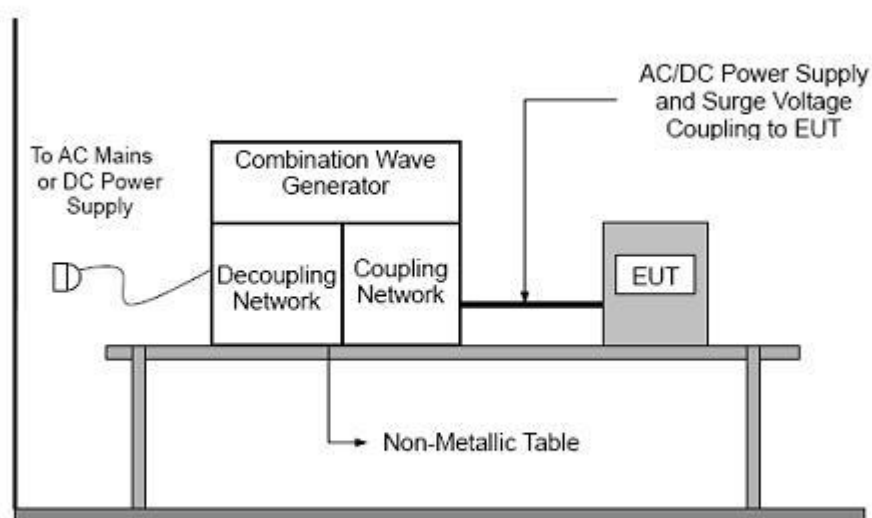 AC/DC Power Supply
and Surge Voltage
Coupling to EUT
To AC Mains
or DC Power
Supply
Combination Wave
Generator
Decoupling
Network
Coupling
Network
EUT
Non-Metallic Table